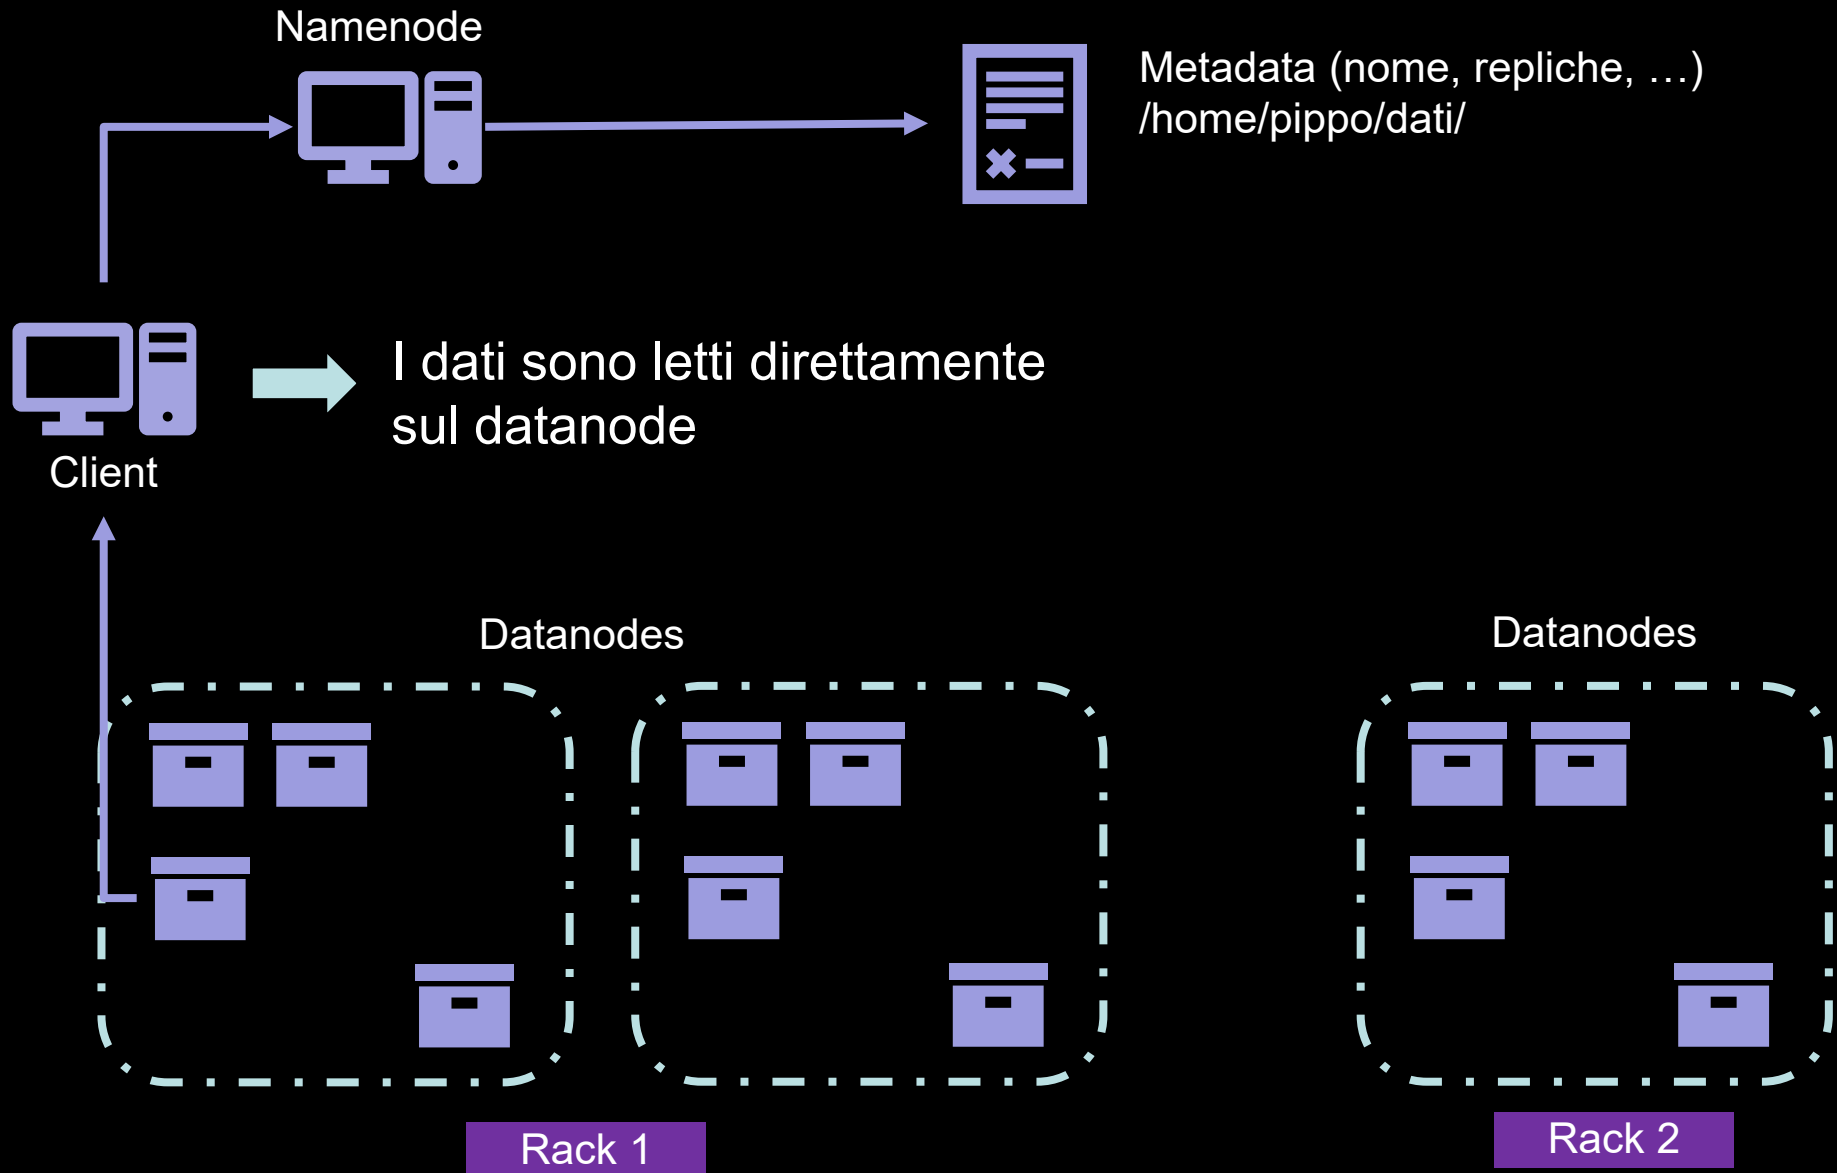 Namenode
Metadata (nome, repliche, …)
/home/pippo/dati/
I dati sono letti direttamente
sul datanode
Client
Datanodes
Datanodes
Rack 1
Rack 2